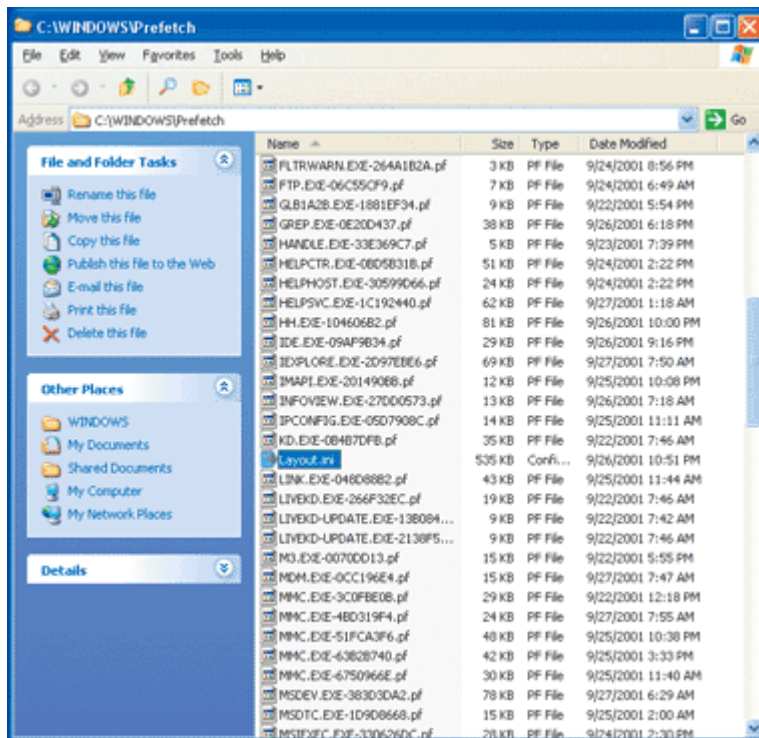 C:\WINDOWS\Prefetch
File Edit View Favorites Tools Help
Address C:\WINDOWS\Prefetch Go
File and Folder Tasks
Rename this file
Move this file
Copy this file
Publish this file to the Web
E-mail this file
Print this file
Delete this file
Other Places
WINDOWS
My Documents
Shared Documents
My Computer
My Network Places
Details
Name Size Type Date Modified
FLTRWARN.EXE-264A1B2A.pf 3 KB PF File 9/24/2001 8:56 PM
FTP.EXE-06C55CF9.pf 7 KB PF File 9/24/2001 6:49 AM
GLB1A2B.EXE-1881EF34.pf 9 KB PF File 9/22/2001 5:54 PM
GREP.EXE-0E20D437.pf 38 KB PF File 9/26/2001 6:18 PM
HANDLE.EXE-33E369C7.pf 5 KB PF File 9/23/2001 7:39 PM
HELPCTR.EXE-0BD5B31B.pf 51 KB PF File 9/24/2001 2:22 PM
HELPHOST.EXE-30599D66.pf 24 KB PF File 9/24/2001 2:22 PM
HELPSVC.EXE-1C192440.pf 62 KB PF File 9/27/2001 1:18 AM
HH.EXE-104606B2.pf 81 KB PF File 9/26/2001 10:00 PM
IDE.EXE-09AF9B34.pf 29 KB PF File 9/26/2001 9:16 PM
IEXPLORE.EXE-2D97EBE6.pf 69 KB PF File 9/27/2001 7:50 AM
IMAPI.EXE-201490BB.pf 12 KB PF File 9/25/2001 10:08 PM
INFOVIEW.EXE-27DD0573.pf 13 KB PF File 9/26/2001 7:18 AM
IPCONFIG.EXE-05D7908C.pf 14 KB PF File 9/25/2001 11:11 AM
KD.EXE-084B7DFB.pf 35 KB PF File 9/22/2001 7:46 AM
Layout.ini 535 KB Confi... 9/26/2001 10:51 PM
LINK.EXE-048D88B2.pf 43 KB PF File 9/25/2001 11:44 AM
LIVEKD.EXE-266F32EC.pf 19 KB PF File 9/22/2001 7:46 AM
LIVEKD-UPDATE.EXE-13B084... 9 KB PF File 9/22/2001 7:42 AM
LIVEKD-UPDATE.EXE-2138F5... 9 KB PF File 9/22/2001 7:46 AM
M3.EXE-0070DD13.pf 15 KB PF File 9/22/2001 5:55 PM
MDM.EXE-0CC196E4.pf 15 KB PF File 9/27/2001 7:47 AM
MMC.EXE-3C0FBE0B.pf 29 KB PF File 9/22/2001 12:18 PM
MMC.EXE-4BD319F4.pf 24 KB PF File 9/27/2001 7:55 AM
MMC.EXE-51FCA3F6.pf 48 KB PF File 9/25/2001 10:38 PM
MMC.EXE-63B2B740.pf 42 KB PF File 9/25/2001 3:33 PM
MMC.EXE-6750966E.pf 30 KB PF File 9/25/2001 11:40 AM
MSDEV.EXE-383D3DA2.pf 78 KB PF File 9/27/2001 6:29 AM
MSDTC.EXE-1D9D8668.pf 15 KB PF File 9/25/2001 2:00 AM
MSIEXEC.EXE-330626DC.pf 28 KB PF File 9/24/2001 2:30 PM